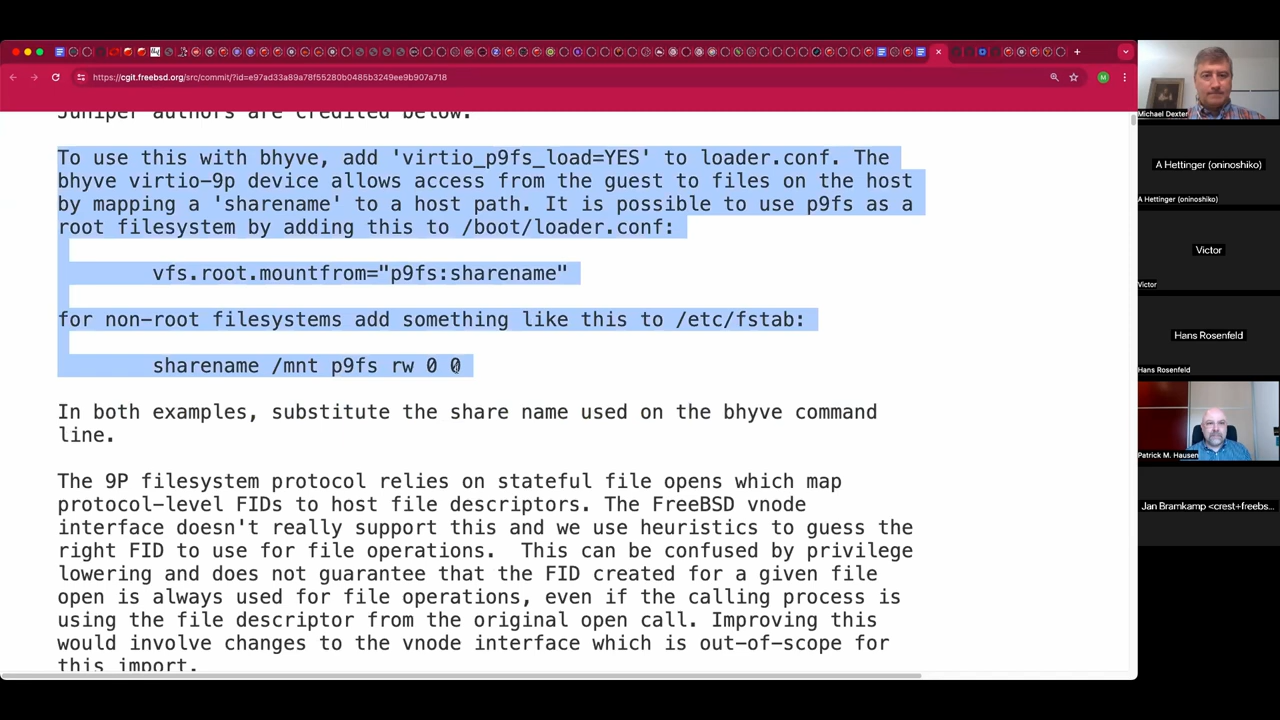 https://cgit.freebsd.org/src/commit/?id=e97ad33a89a78f55280b0485b3249ee9b907a718
Juniper authors are credited below.
To use this with bhyve, add 'virtio_p9fs_load=YES' to loader.conf. The
bhyve virtio-9p device allows access from the guest to files on the host
by mapping a 'sharename' to a host path. It is possible to use p9fs as a
root filesystem by adding this to /boot/loader.conf:
vfs.root.mountfrom="p9fs:sharename"
for non-root filesystems add something like this to /etc/fstab:
sharename /mnt p9fs rw 0 0
In both examples, substitute the share name used on the bhyve command
line.
The 9P filesystem protocol relies on stateful file opens which map
protocol-level FIDs to host file descriptors. The FreeBSD vnode
interface doesn't really support this and we use heuristics to guess the
right FID to use for file operations.  This can be confused by privilege
lowering and does not guarantee that the FID created for a given file
open is always used for file operations, even if the calling process is
using the file descriptor from the original open call. Improving this
would involve changes to the vnode interface which is out-of-scope for
this import.
Michael Dexter
A Hettinger (oninoshiko)
A Hettinger (oninoshiko)
Victor
Victor
Hans Rosenfeld
Hans Rosenfeld
Patrick M. Hausen
Jan Bramkamp <crest+freebs...